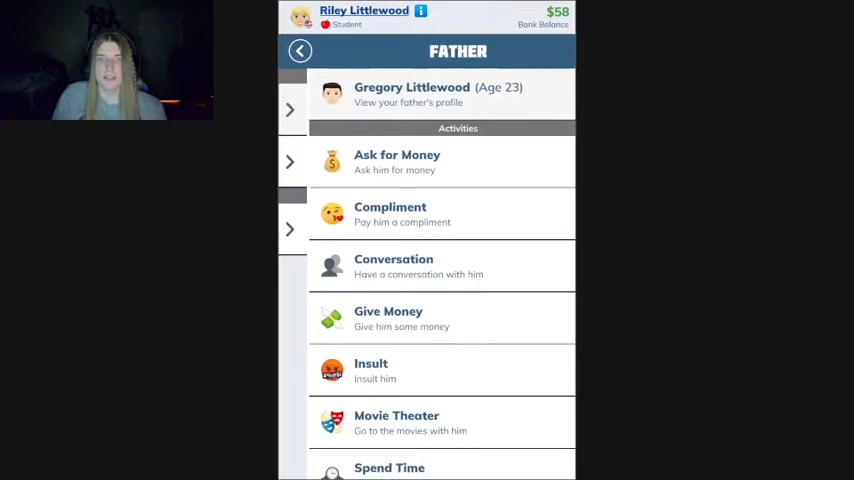 Riley Littlewood
$58
Student
Bank Balance
FATHER
Gregory Littlewood (Age 23)
View your father's profile
Activities
Ask for Money
Ask him for money
Compliment
Pay him a compliment
Conversation
Have a conversation with him
Give Money
Give him some money
Insult
Insult him
Movie Theater
Go to the movies with him
Spend Time